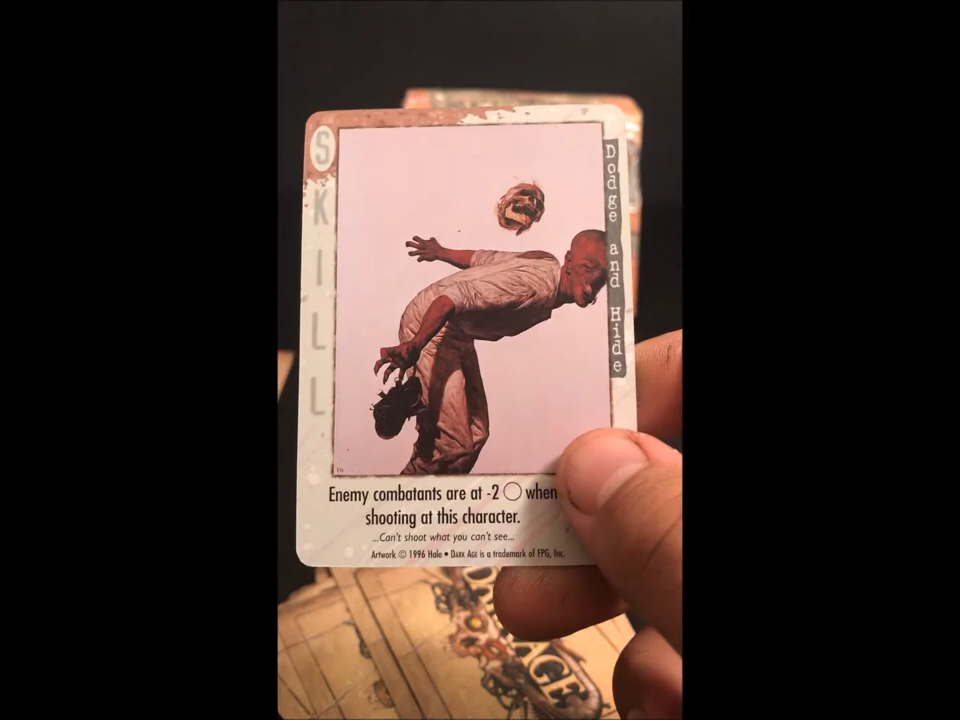 SKILL
Dodge and Hide
Enemy combatants are at -2 when
shooting at this character.
...Can't shoot what you can't see...
Artwork © 1996 Hale • DARK AGE is a trademark of FPG, Inc.
AGE